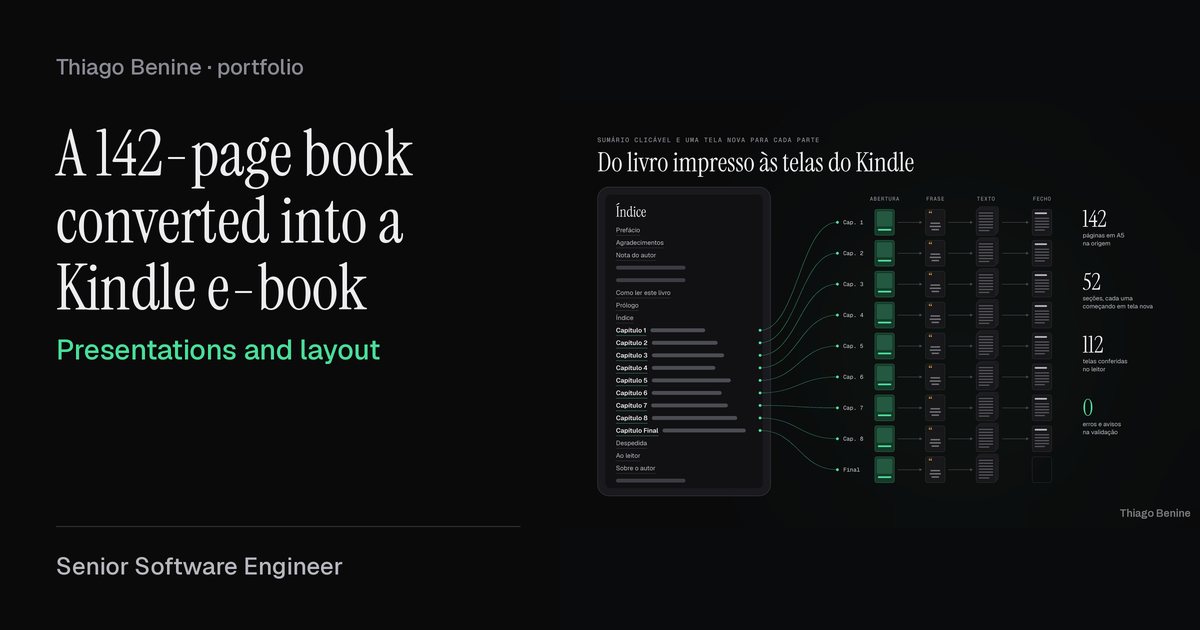 Thiago Benine · portfolio
A 142-page book
converted into a
Kindle e-book
Presentations and layout
Senior Software Engineer
SUMÁRIO CLICÁVEL E UMA TELA NOVA PARA CADA PARTE
Do livro impresso às telas do Kindle
Índice
Prefácio
Agradecimentos
Nota do autor
Como ler este livro
Prólogo
Índice
Capítulo 1
Capítulo 2
Capítulo 3
Capítulo 4
Capítulo 5
Capítulo 6
Capítulo 7
Capítulo 8
Capítulo Final
Despedida
Ao leitor
Sobre o autor
ABERTURA FRASE TEXTO FECHO
Cap. 1
Cap. 2
Cap. 3
Cap. 4
Cap. 5
Cap. 6
Cap. 7
Cap. 8
Final
142
páginas em A5
na origem
52
seções, cada uma
começando em tela nova
112
telas conferidas
no leitor
0
erros e avisos
na validação
Thiago Benine